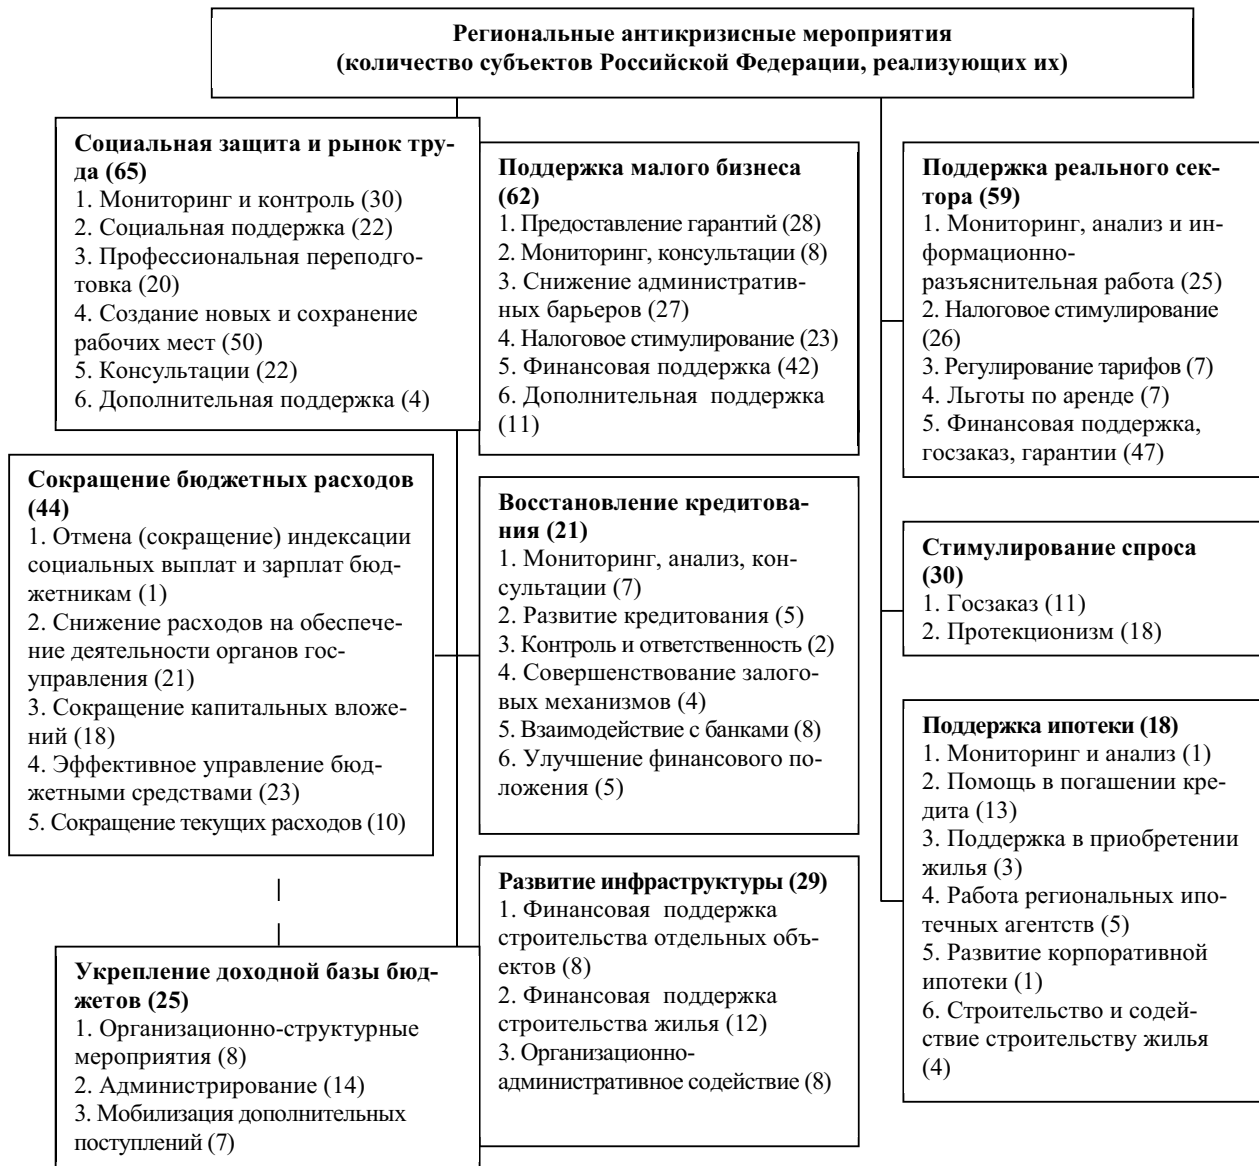 Региональные антикризисные мероприятия
(количество субъектов Российской Федерации, реализующих их)
Социальная защита и рынок тру-
да (65)
1. Мониторинг и контроль (30)
2. Социальная поддержка (22)
3. Профессиональная переподго-
товка (20)
4. Создание новых и сохранение
рабочих мест (50)
5. Консультации (22)
6. Дополнительная поддержка (4)
Поддержка малого бизнеса
(62)
1. Предоставление гарантий (28)
2. Мониторинг, консультации (8)
3. Снижение административ-
ных барьеров (27)
4. Налоговое стимулирование (23)
5. Финансовая поддержка (42)
6. Дополнительная поддержка
(11)
Поддержка реального сек-
тора (59)
1. Мониторинг, анализ и ин-
формационно-
разъяснительная работа (25)
2. Налоговое стимулирование
(26)
3. Регулирование тарифов (7)
4. Льготы по аренде (7)
5. Финансовая поддержка,
госзаказ, гарантии (47)
Сокращение бюджетных расходов
(44)
1. Отмена (сокращение) индексации
социальных выплат и зарплат бюд-
жетникам (1)
2. Снижение расходов на обеспече-
ние деятельности органов гос-
управления (21)
3. Сокращение капитальных вложе-
ний (18)
4. Эффективное управление бюд-
жетными средствами (23)
5. Сокращение текущих расходов (10)
Восстановление кредитова-
ния (21)
1. Мониторинг, анализ, кон-
сультации (7)
2. Развитие кредитования (5)
3. Контроль и ответственность (2)
4. Совершенствование залого-
вых механизмов (4)
5. Взаимодействие с банками (8)
6. Улучшение финансового по-
ложения (5)
Стимулирование спроса
(30)
1. Госзаказ (11)
2. Протекционизм (18)
Поддержка ипотеки (18)
1. Мониторинг и анализ (1)
2. Помощь в погашении кре-
дита (13)
3. Поддержка в приобретении
жилья (3)
4. Работа региональных ипо-
течных агентств (5)
5. Развитие корпоративной
ипотеки (1)
6. Строительство и содей-
ствие строительству жилья
(4)
Укрепление доходной базы бюд-
жетов (25)
1. Организационно-структурные
мероприятия (8)
2. Администрирование (14)
3. Мобилизация дополнительных
поступлений (7)
Развитие инфраструктуры (29)
1. Финансовая поддержка
строительства отдельных объ-
ектов (8)
2. Финансовая поддержка
строительства жилья (12)
3. Организационно-
административное содействие (8)